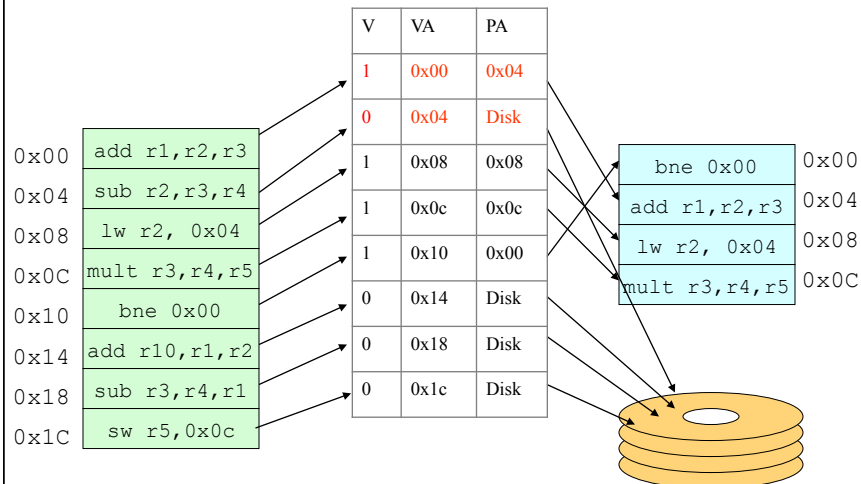 V VA PA
1 0x00 0x04
0 0x04 Disk
1 0x08 0x08
1 0x0c 0x0c
1 0x10 0x00
0 0x14 Disk
0 0x18 Disk
0 0x1c Disk
0x00 add r1,r2,r3
0x04 sub r2,r3,r4
0x08 lw r2, 0x04
0x0C mult r3,r4,r5
0x10 bne 0x00
0x14 add r10,r1,r2
0x18 sub r3,r4,r1
0x1C sw r5,0x0c
bne 0x00 0x00
add r1,r2,r3 0x04
lw r2, 0x04 0x08
mult r3,r4,r5 0x0C